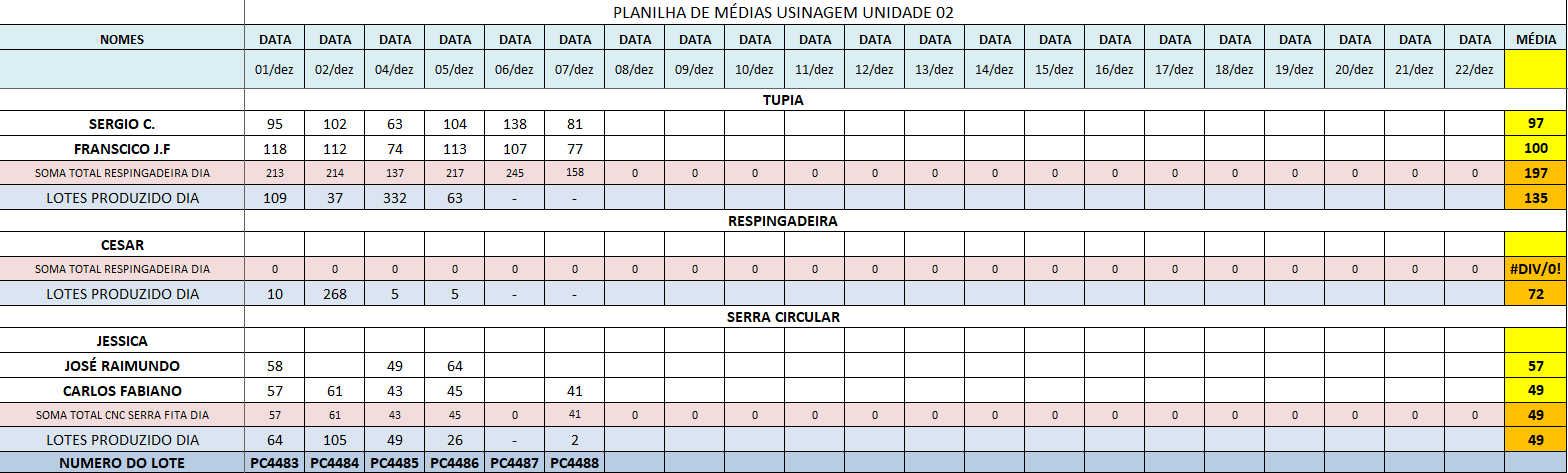 PLANILHA DE MÉDIAS USINAGEM UNIDADE 02
NOMES DATA DATA DATA DATA DATA DATA DATA DATA DATA DATA DATA DATA DATA DATA DATA DATA DATA DATA DATA DATA DATA MÉDIA
01/dez 02/dez 04/dez 05/dez 06/dez 07/dez 08/dez 09/dez 10/dez 11/dez 12/dez 13/dez 14/dez 15/dez 16/dez 17/dez 18/dez 19/dez 20/dez 21/dez 22/dez
TUPIA
SERGIO C. 95 102 63 104 138 81 97
FRANSCICO J.F 118 112 74 113 107 77 100
SOMA TOTAL RESPINGADEIRA DIA 213 214 137 217 245 158 0 0 0 0 0 0 0 0 0 0 0 0 0 0 0 197
LOTES PRODUZIDO DIA 109 37 332 63 - - 135
RESPINGADEIRA
CESAR
SOMA TOTAL RESPINGADEIRA DIA 0 0 0 0 0 0 0 0 0 0 0 0 0 0 0 0 0 0 0 0 0 #DIV/0!
LOTES PRODUZIDO DIA 10 268 5 5 - - 72
SERRA CIRCULAR
JESSICA
JOSÉ RAIMUNDO 58 49 64 57
CARLOS FABIANO 57 61 43 45 41 49
SOMA TOTAL CNC SERRA FITA DIA 57 61 43 45 0 41 0 0 0 0 0 0 0 0 0 0 0 0 0 0 0 49
LOTES PRODUZIDO DIA 64 105 49 26 - 2 49
NUMERO DO LOTE PC4483 PC4484 PC4485 PC4486 PC4487 PC4488